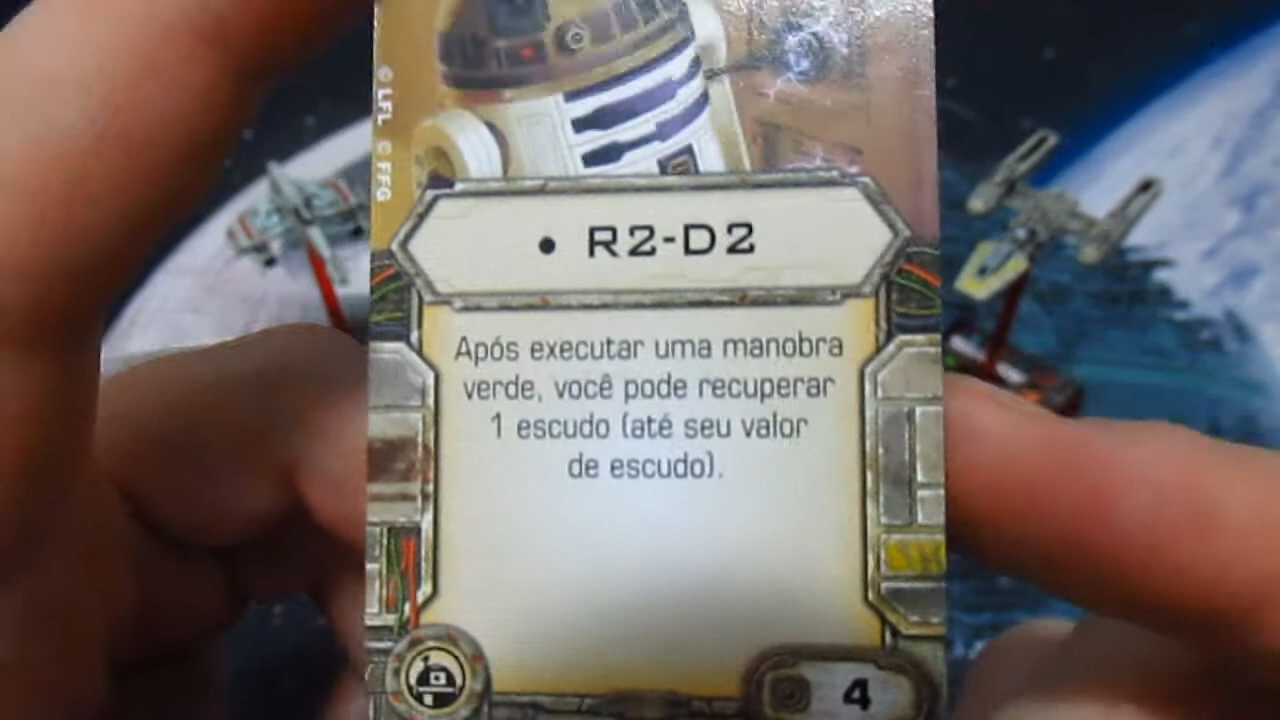 © LFL © FFG
• R2-D2
Após executar uma manobra
verde, você pode recuperar
1 escudo (até seu valor
de escudo).
4